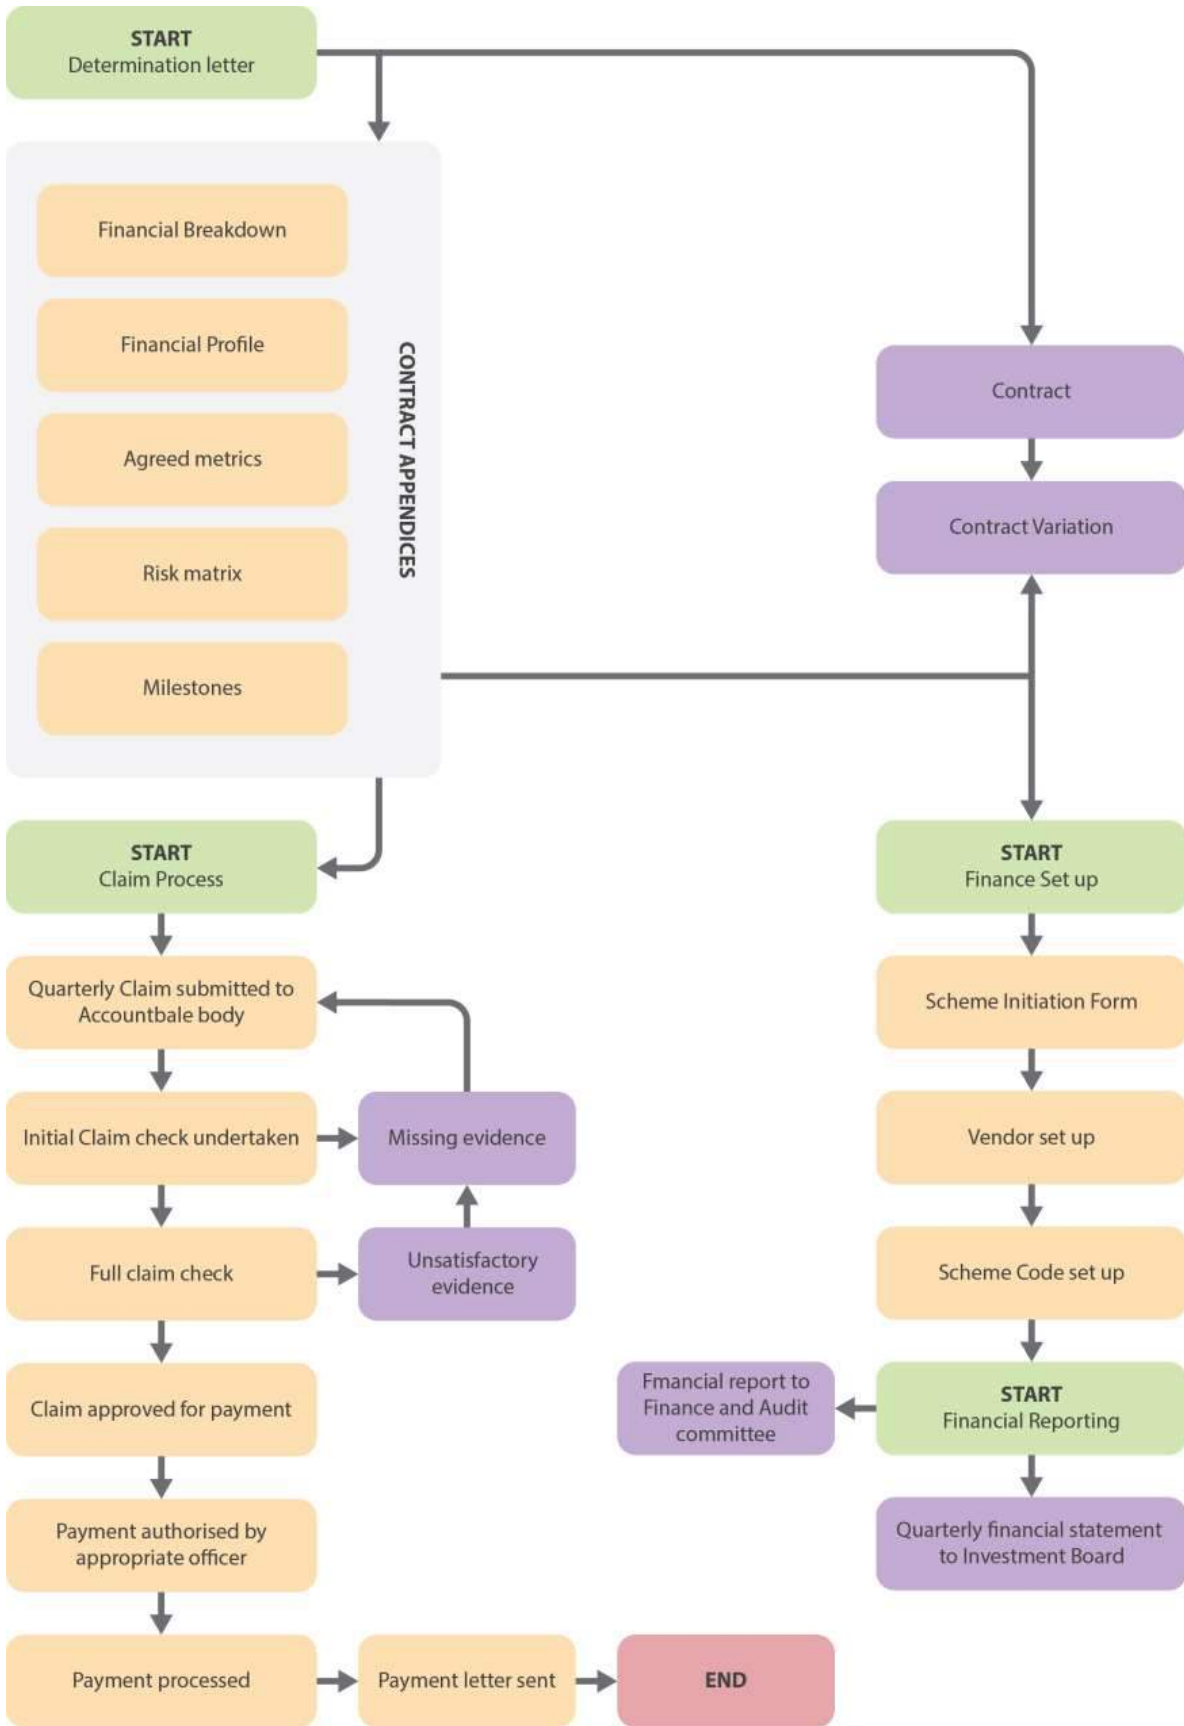 START
Determination letter
Financial Breakdown
Financial Profile
Agreed metrics
Risk matrix
Milestones
CONTRACT APPENDICES
Contract
Contract Variation
START
Claim Process
Quarterly Claim submitted to
Accountbale body
Initial Claim check undertaken
Missing evidence
Full claim check
Unsatisfactory
evidence
Claim approved for payment
Payment authorised by
appropriate officer
Payment processed
Payment letter sent
END
START
Finance Set up
Scheme Initiation Form
Vendor set up
Scheme Code set up
START
Financial Reporting
Fmancial report to
Finance and Audit
committee
Quarterly financial statement
to Investment Board